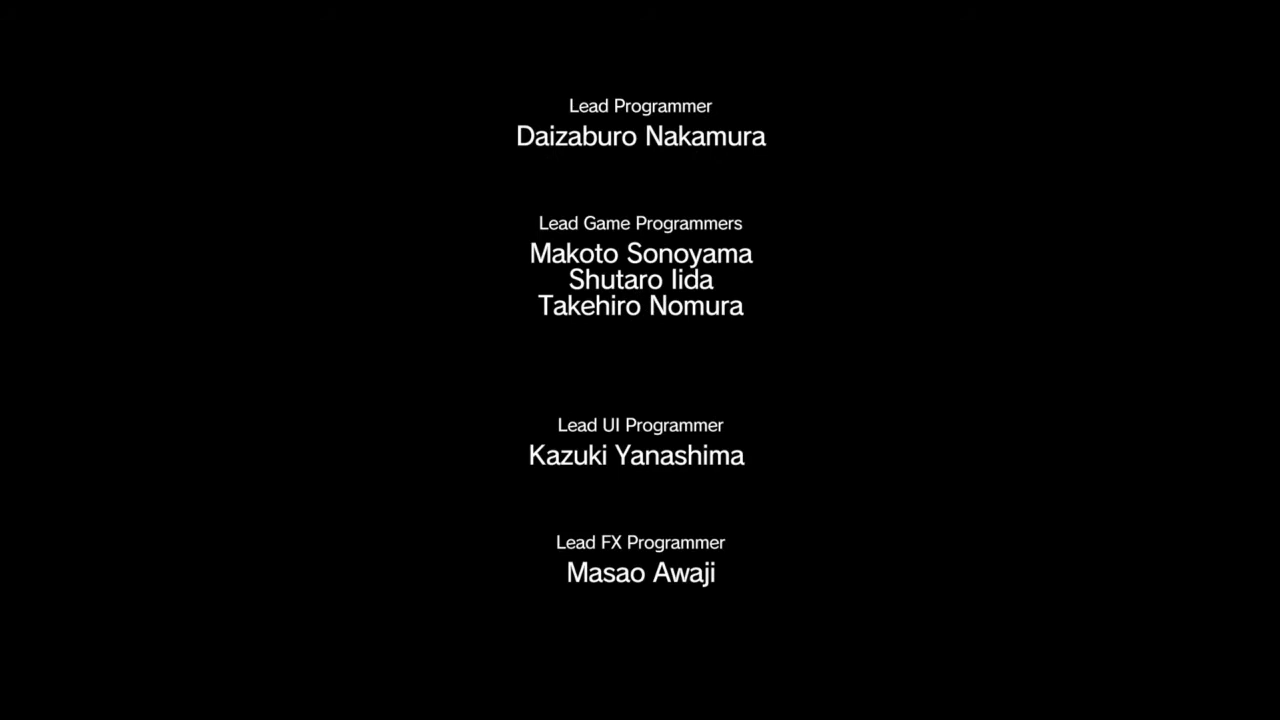 Lead Programmer
Daizaburo Nakamura
Lead Game Programmers
Makoto Sonoyama
Shutaro Iida
Takehiro Nomura
Lead UI Programmer
Kazuki Yanashima
Lead FX Programmer
Masao Awaji